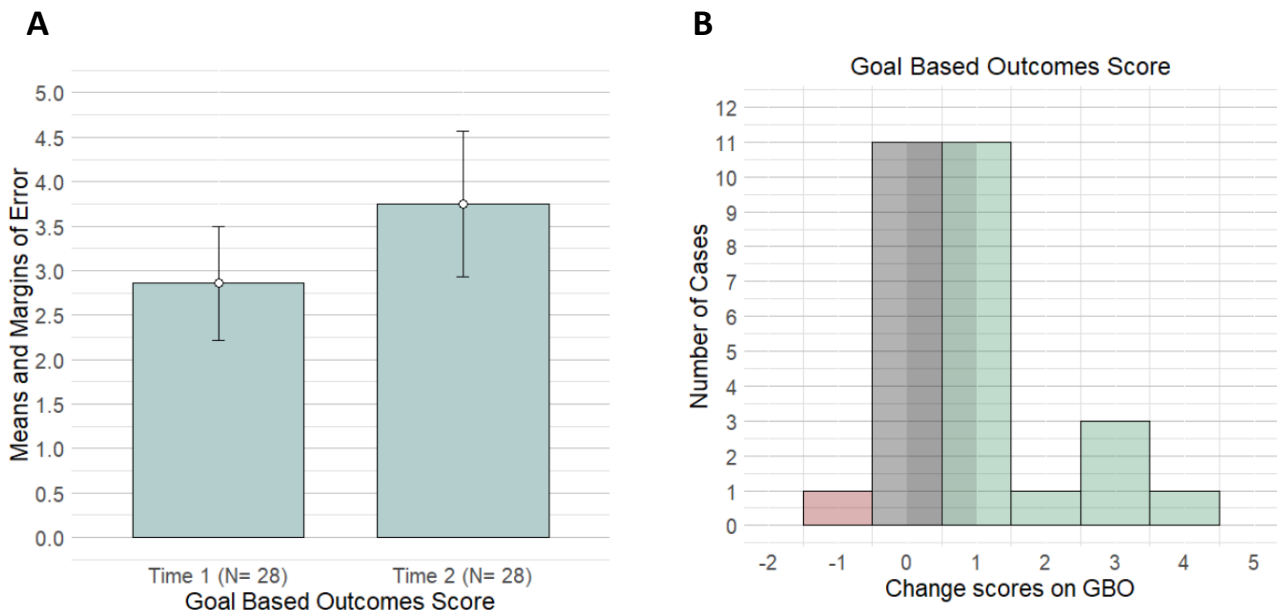 A
Means and Margins of Error
5.0
4.5
4.0
3.5
3.0
2.5
2.0
1.5
1.0
0.5
0.0
Time 1 (N= 28) Time 2 (N= 28)
Goal Based Outcomes Score
B
Goal Based Outcomes Score
Number of Cases
12
11
10
9
8
7
6
5
4
3
2
1
0
-2 -1 0 1 2 3 4 5
Change scores on GBO